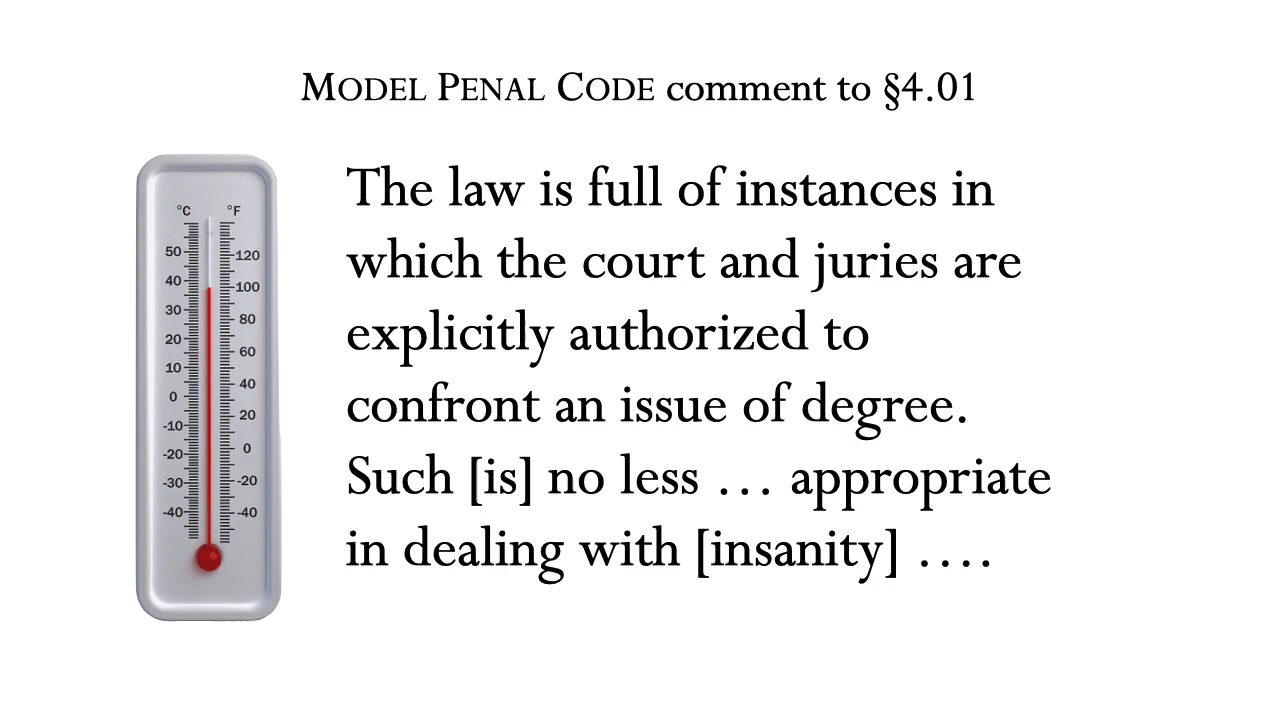 MODEL PENAL CODE comment to §4.01
°C °F
50 120
40 100
30 80
20 60
10 40
0 20
-10 0
-20 -20
-30 -40
-40
The law is full of instances in
which the court and juries are
explicitly authorized to
confront an issue of degree.
Such [is] no less … appropriate
in dealing with [insanity] ….